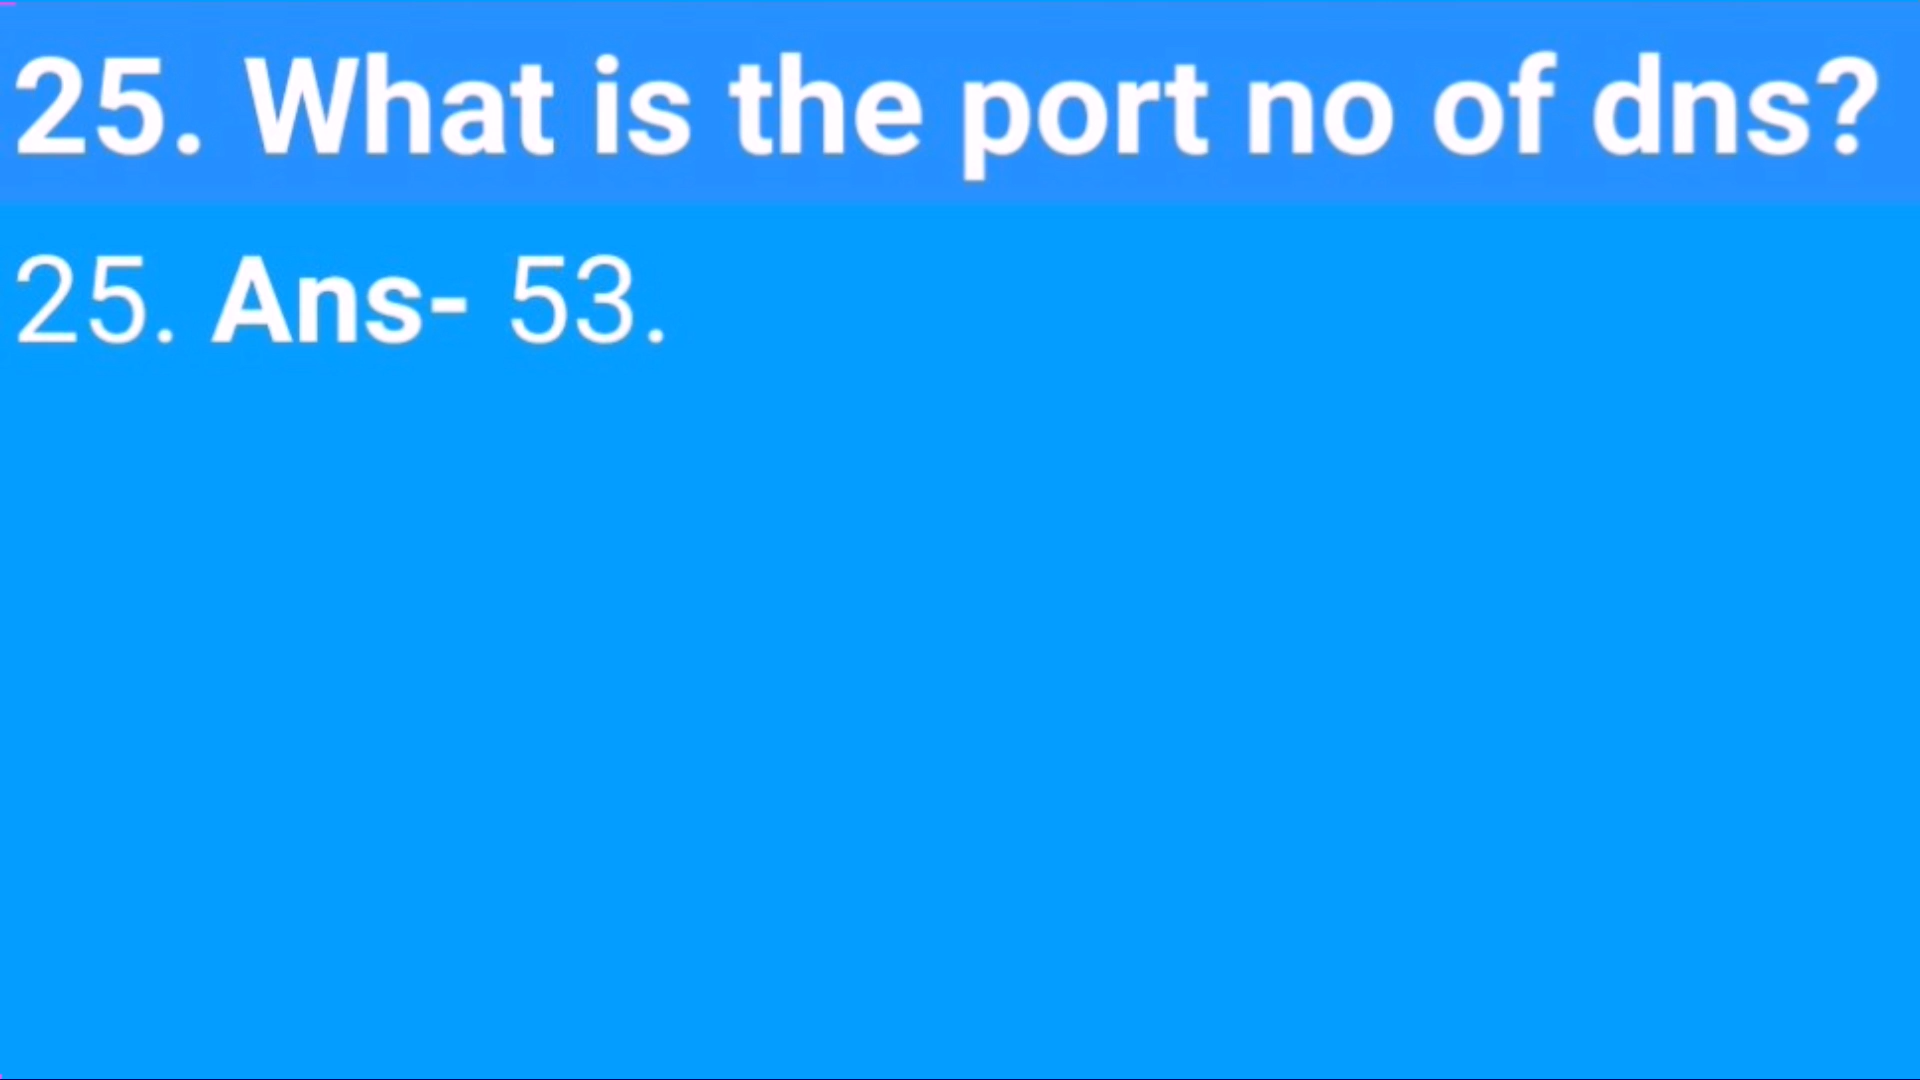 25. What is the port no of dns?
25. Ans- 53.